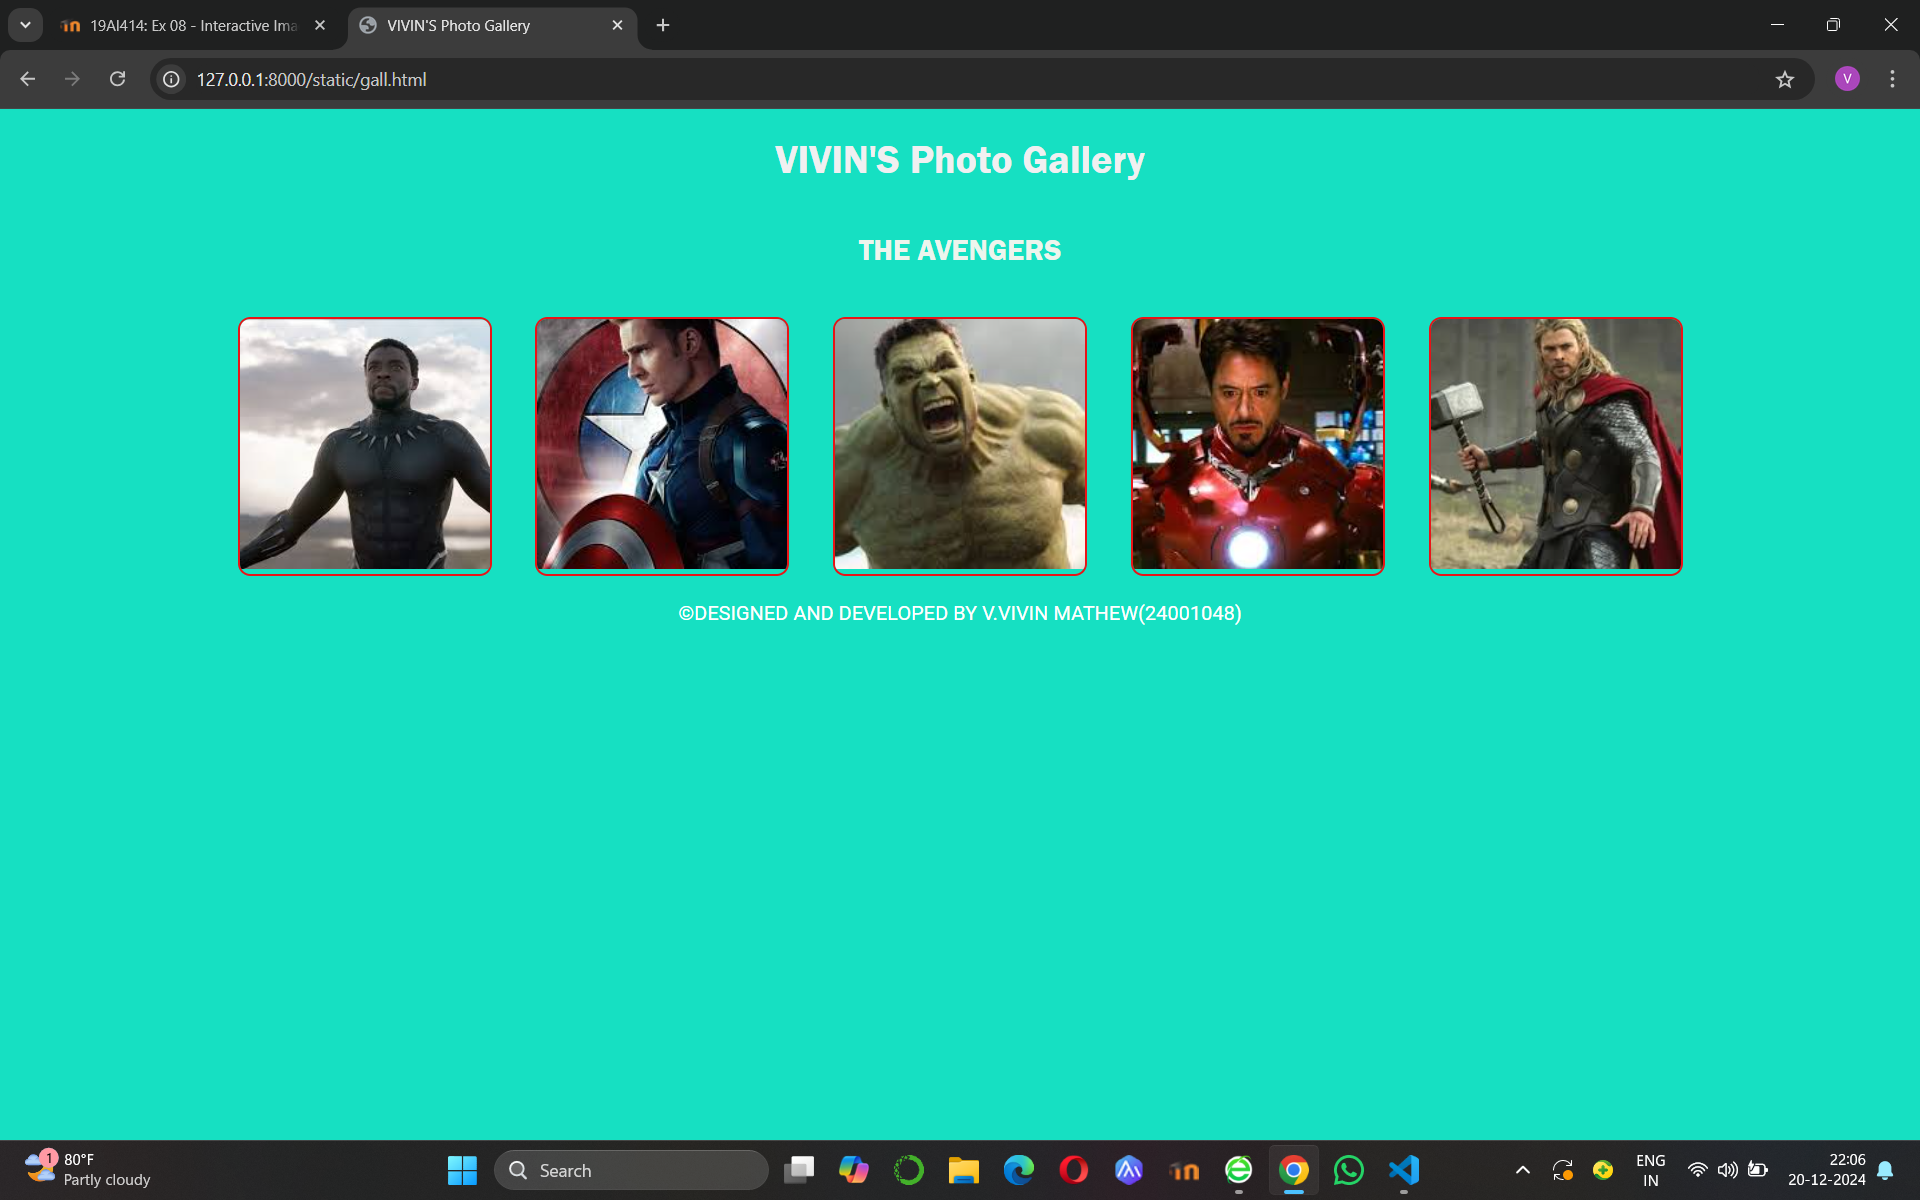 19AI414: Ex 08 - Interactive Ima
VIVIN'S Photo Gallery
127.0.0.1:8000/static/gall.html
V
VIVIN'S Photo Gallery
THE AVENGERS
©DESIGNED AND DEVELOPED BY V.VIVIN MATHEW(24001048)
1
80°F
Partly cloudy
Search
ENG
IN
22:06
20-12-2024